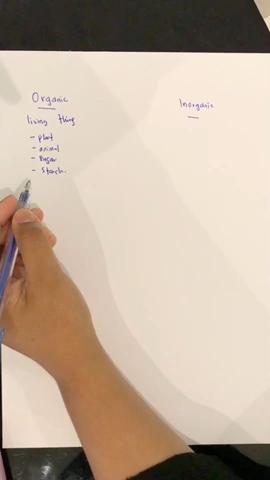 Organic
Inorganic
living thing
- plant
- animal
- sugar
- starch.